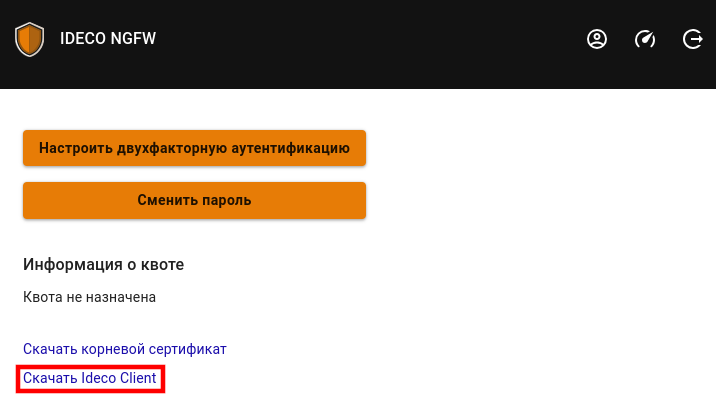 IDECO NGFW
Настроить двухфакторную аутентификацию
Сменить пароль
Информация о квоте
Квота не назначена
Скачать корневой сертификат
Скачать Ideco Client